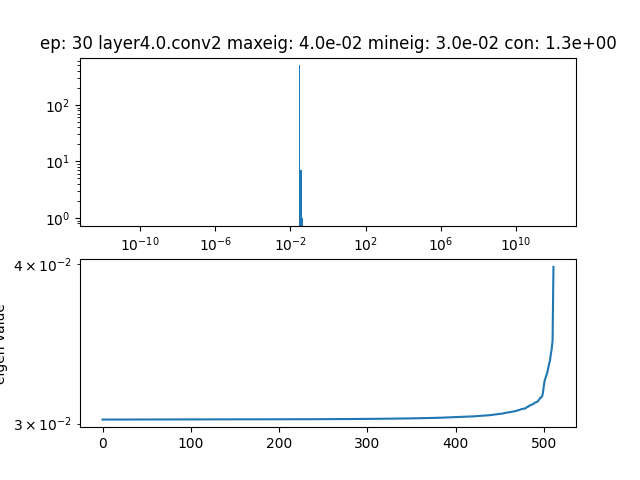 ep: 30 layer4.0.conv2 maxeig: 4.0e-02 mineig: 3.0e-02 con: 1.3e+00
10²
10¹
10⁰
10⁻¹⁰ 10⁻⁶ 10⁻² 10² 10⁶ 10¹⁰
4 × 10⁻²
eigen value
3 × 10⁻²
0 100 200 300 400 500